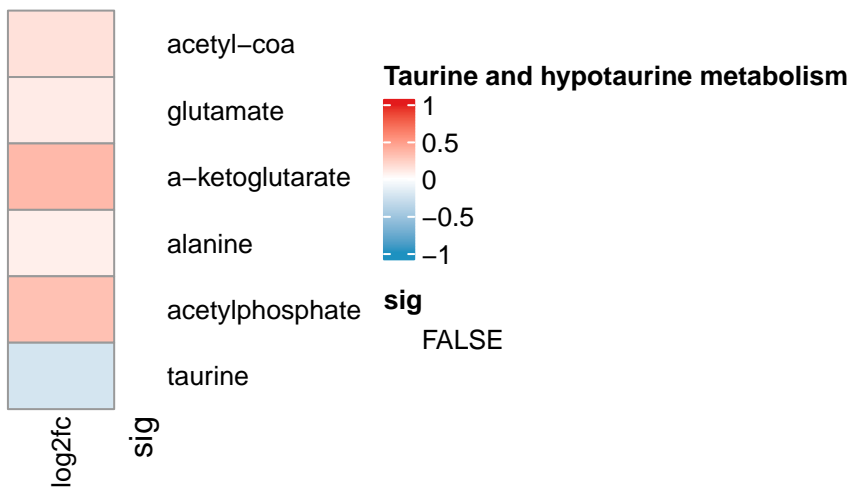 acetyl−coa
glutamate
a−ketoglutarate
alanine
acetylphosphate
taurine
log2fc
sig
Taurine and hypotaurine metabolism
1
0.5
0
−0.5
−1
sig
FALSE